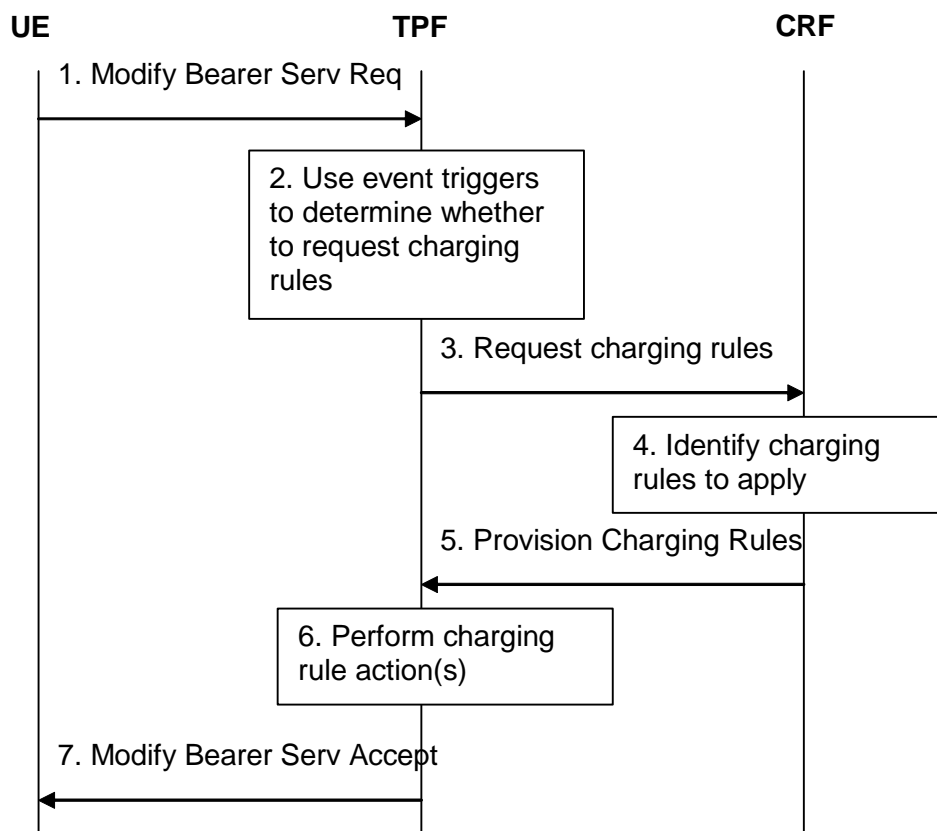 UE TPF CRF
1. Modify Bearer Serv Req
2. Use event triggers
to determine whether
to request charging
rules
3. Request charging rules
4. Identify charging
rules to apply
5. Provision Charging Rules
6. Perform charging
rule action(s)
7. Modify Bearer Serv Accept